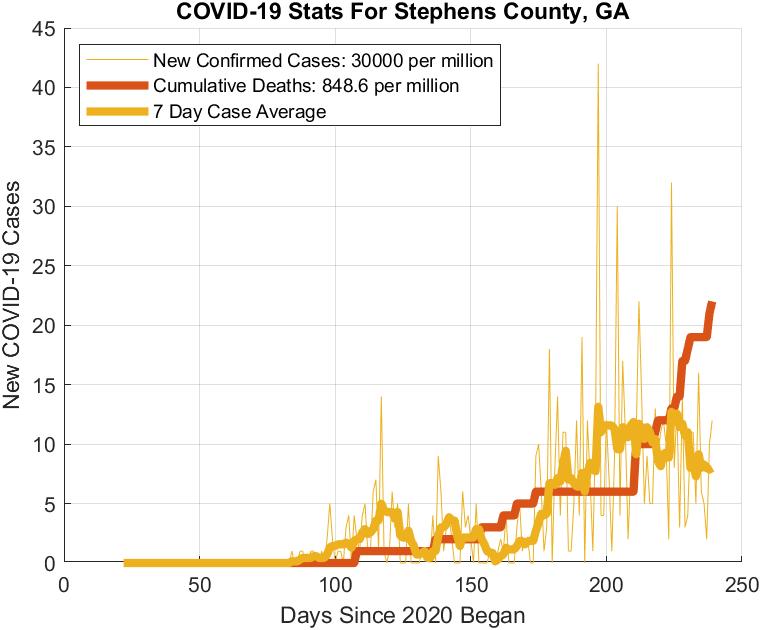 COVID-19 Stats For Stephens County, GA
45
40
35
30
25
20
15
10
5
0
New COVID-19 Cases
New Confirmed Cases: 30000 per million
Cumulative Deaths: 848.6 per million
7 Day Case Average
0 50 100 150 200 250
Days Since 2020 Began